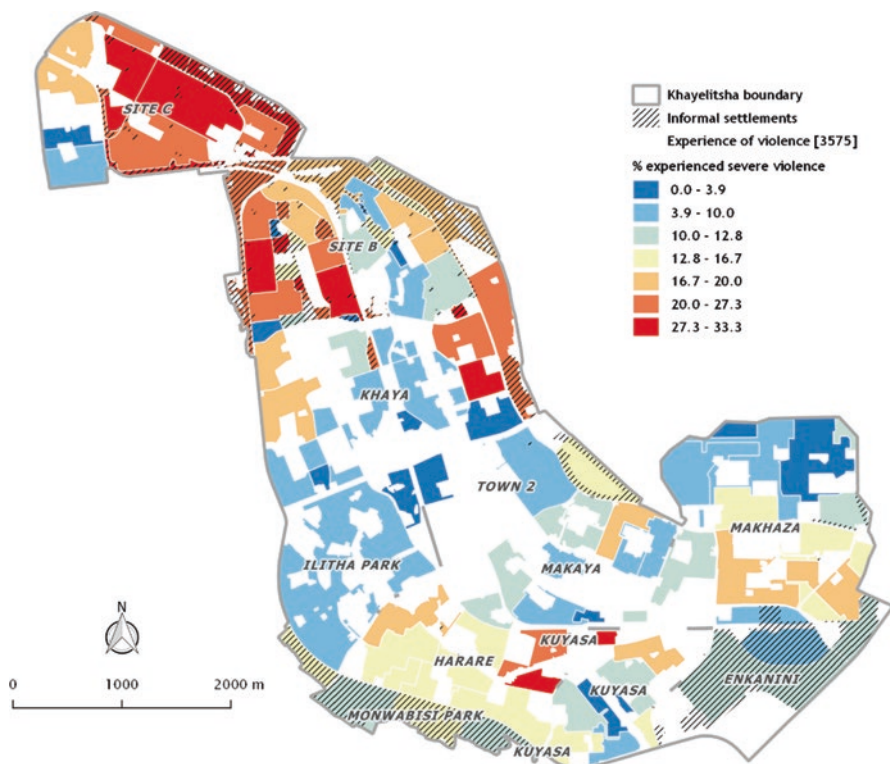 Khayelitsha boundary
Informal settlements
Experience of violence [3575]
% experienced severe violence
0.0 - 3.9
3.9 - 10.0
10.0 - 12.8
12.8 - 16.7
16.7 - 20.0
20.0 - 27.3
27.3 - 33.3
SITE C
SITE B
KHAYA
TOWN 2
MAKHAZA
ILITHA PARK
MAKAYA
KUYASA
HARARE
KUYASA
ENKANINI
MONWABISI PARK
KUYASA
N
0 1000 2000 m